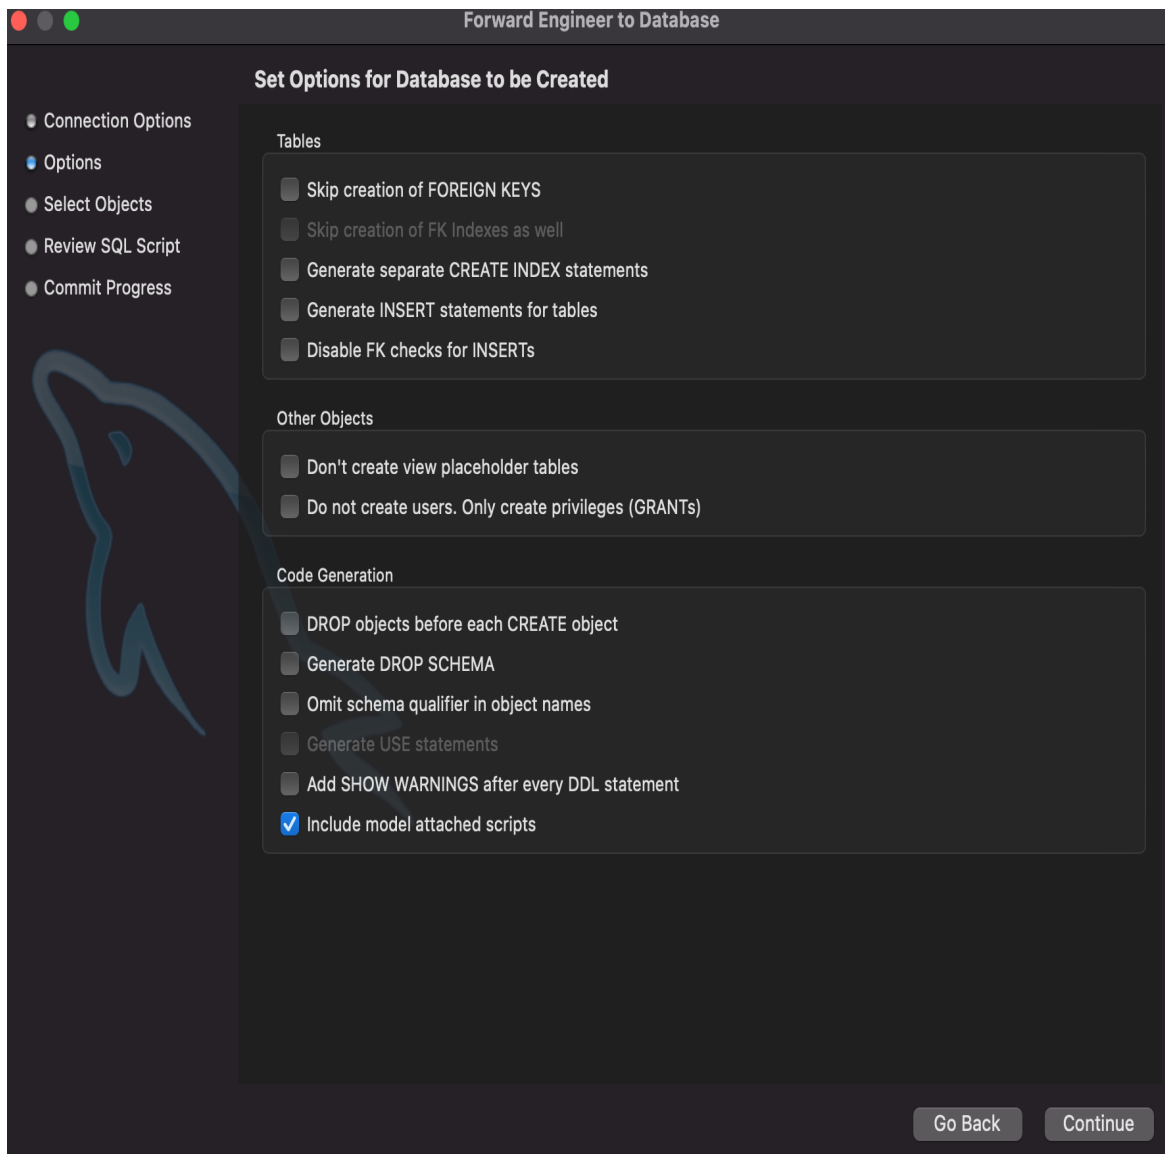 Forward Engineer to Database
Set Options for Database to be Created
Connection Options
Options
Select Objects
Review SQL Script
Commit Progress
Tables
Skip creation of FOREIGN KEYS
Skip creation of FK Indexes as well
Generate separate CREATE INDEX statements
Generate INSERT statements for tables
Disable FK checks for INSERTs
Other Objects
Don't create view placeholder tables
Do not create users. Only create privileges (GRANTs)
Code Generation
DROP objects before each CREATE object
Generate DROP SCHEMA
Omit schema qualifier in object names
Generate USE statements
Add SHOW WARNINGS after every DDL statement
Include model attached scripts
Go Back
Continue